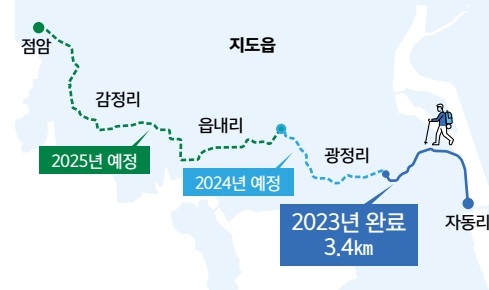 점암
지도읍
감정리
읍내리
2025년 예정
광정리
2024년 예정
2023년 완료
3.4㎞
자동리